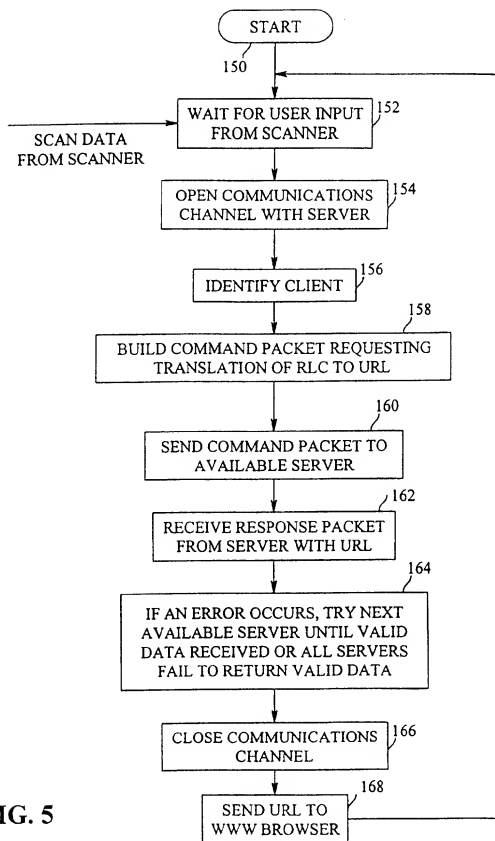 START
150
WAIT FOR USER INPUT
FROM SCANNER
152
SCAN DATA
FROM SCANNER
OPEN COMMUNICATIONS
CHANNEL WITH SERVER
154
156
IDENTIFY CLIENT
158
BUILD COMMAND PACKET REQUESTING
TRANSLATION OF RLC TO URL
160
SEND COMMAND PACKET TO
AVAILABLE SERVER
162
RECEIVE RESPONSE PACKET
FROM SERVER WITH URL
164
IF AN ERROR OCCURS, TRY NEXT
AVAILABLE SERVER UNTIL VALID
DATA RECEIVED OR ALL SERVERS
FAIL TO RETURN VALID DATA
CLOSE COMMUNICATIONS
CHANNEL
166
168
SEND URL TO
WWW BROWSER
IG. 5